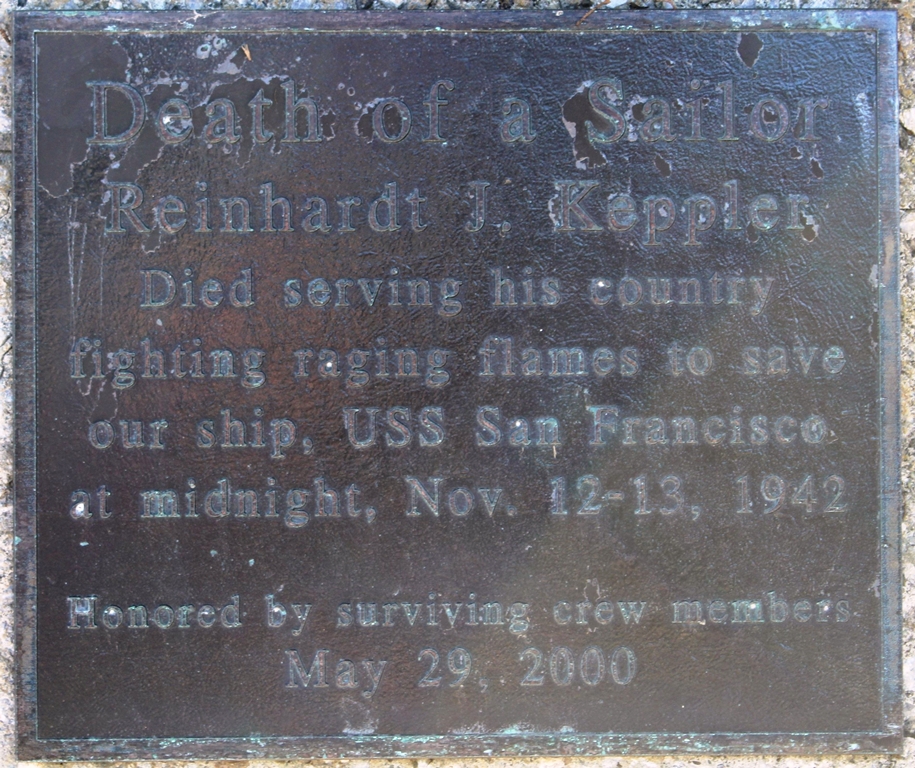 Death of a Sailor
Reinhardt J. Keppler
Died serving his country
fighting raging flames to save
our ship, USS San Francisco
at midnight, Nov. 12-13, 1942
Honored by surviving crew members
May 29, 2000